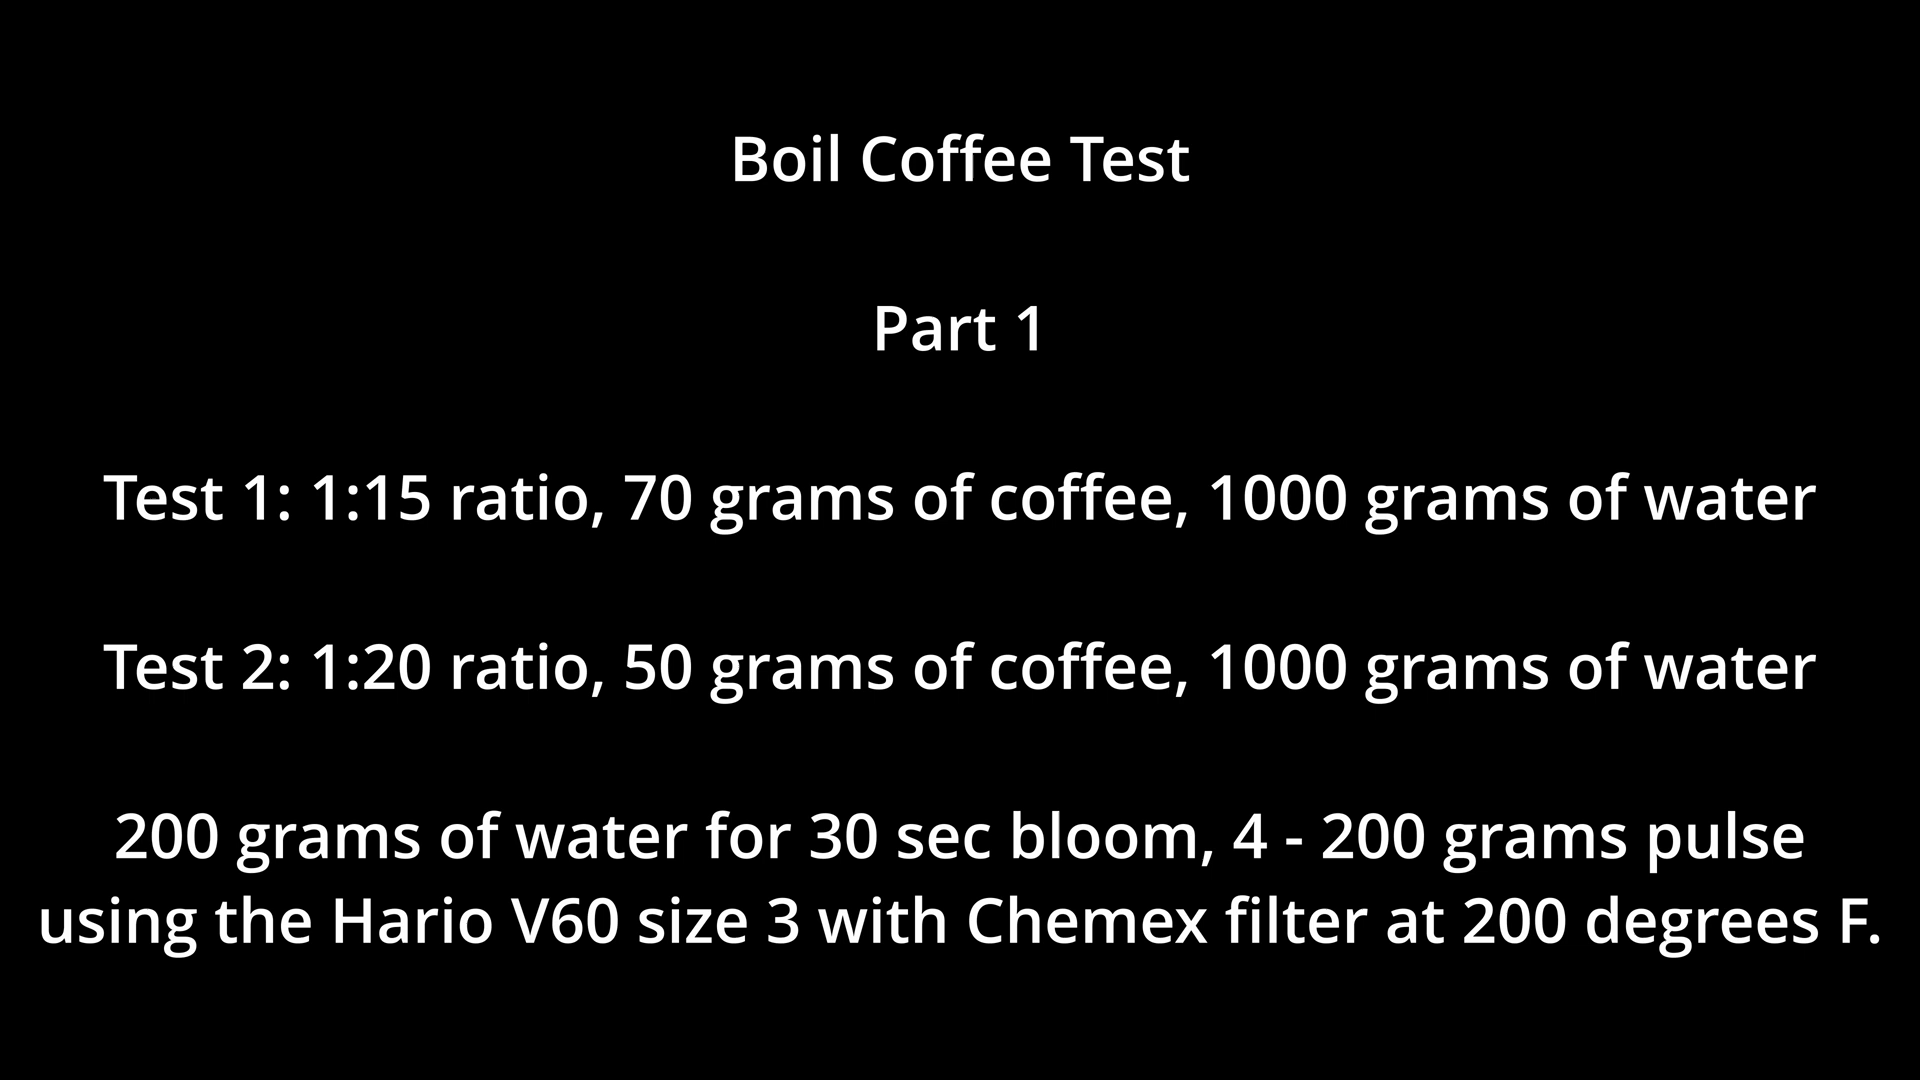 Boil Coffee Test
Part 1
Test 1: 1:15 ratio, 70 grams of coffee, 1000 grams of water
Test 2: 1:20 ratio, 50 grams of coffee, 1000 grams of water
200 grams of water for 30 sec bloom, 4 - 200 grams pulse
using the Hario V60 size 3 with Chemex filter at 200 degrees F.